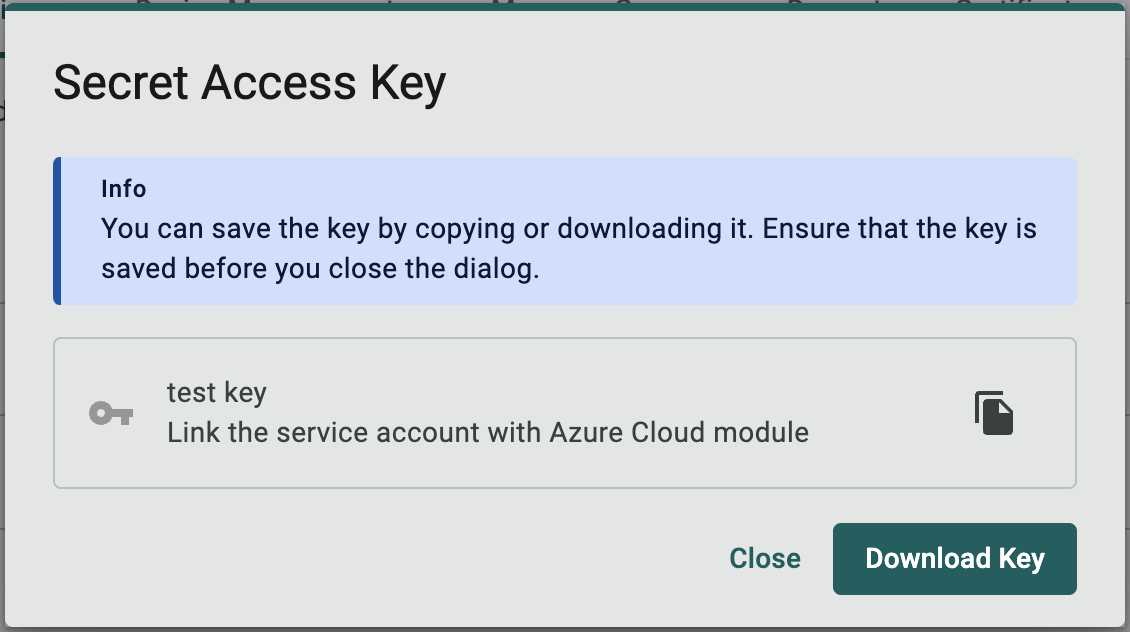 Secret Access Key
Info
You can save the key by copying or downloading it. Ensure that the key is
saved before you close the dialog.
test key
Link the service account with Azure Cloud module
Close
Download Key